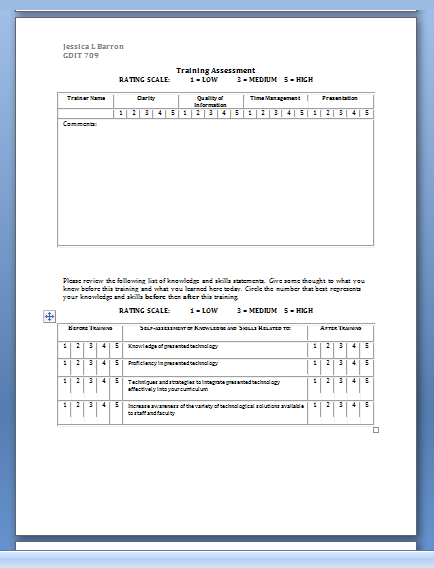 Jessica L Barron
GDIT 709
Training Assessment
RATING SCALE: 1 = LOW 3 = MEDIUM 5 = HIGH
Trainer Name Clarity Quality of Information Time Management Presentation
1 2 3 4 5 1 2 3 4 5 1 2 3 4 5 1 2 3 4 5
Comments:
Please review the following list of knowledge and skills statements. Give some thought to what you
knew before this training and what you learned here today. Circle the number that best represents
your knowledge and skills before then after this training.
RATING SCALE: 1 = LOW 3 = MEDIUM 5 = HIGH
BEFORE TRAINING SELF-ASSESSMENT OF KNOWLEDGE AND SKILLS RELATED TO: AFTER TRAINING
1 2 3 4 5 Knowledge of presented technology 1 2 3 4 5
1 2 3 4 5 Proficiency in presented technology 1 2 3 4 5
1 2 3 4 5 Techniques and strategies to integrate presented technology 1 2 3 4 5
effectively into your curriculum
1 2 3 4 5 Increase awareness of the variety of technological solutions available 1 2 3 4 5
to staff and faculty